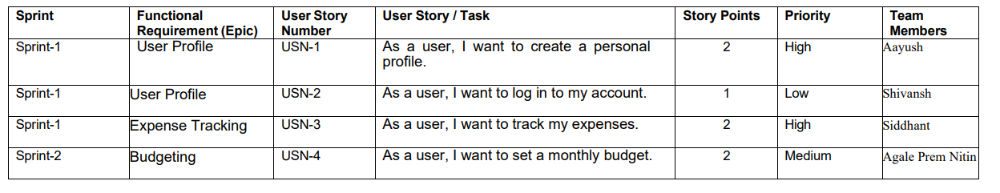 Sprint Functional Requirement (Epic) User Story Number User Story / Task Story Points Priority Team Members
Sprint-1 User Profile USN-1 As a user, I want to create a personal profile. 2 High Aayush
Sprint-1 User Profile USN-2 As a user, I want to log in to my account. 1 Low Shivansh
Sprint-1 Expense Tracking USN-3 As a user, I want to track my expenses. 2 High Siddhant
Sprint-2 Budgeting USN-4 As a user, I want to set a monthly budget. 2 Medium Agale Prem Nitin